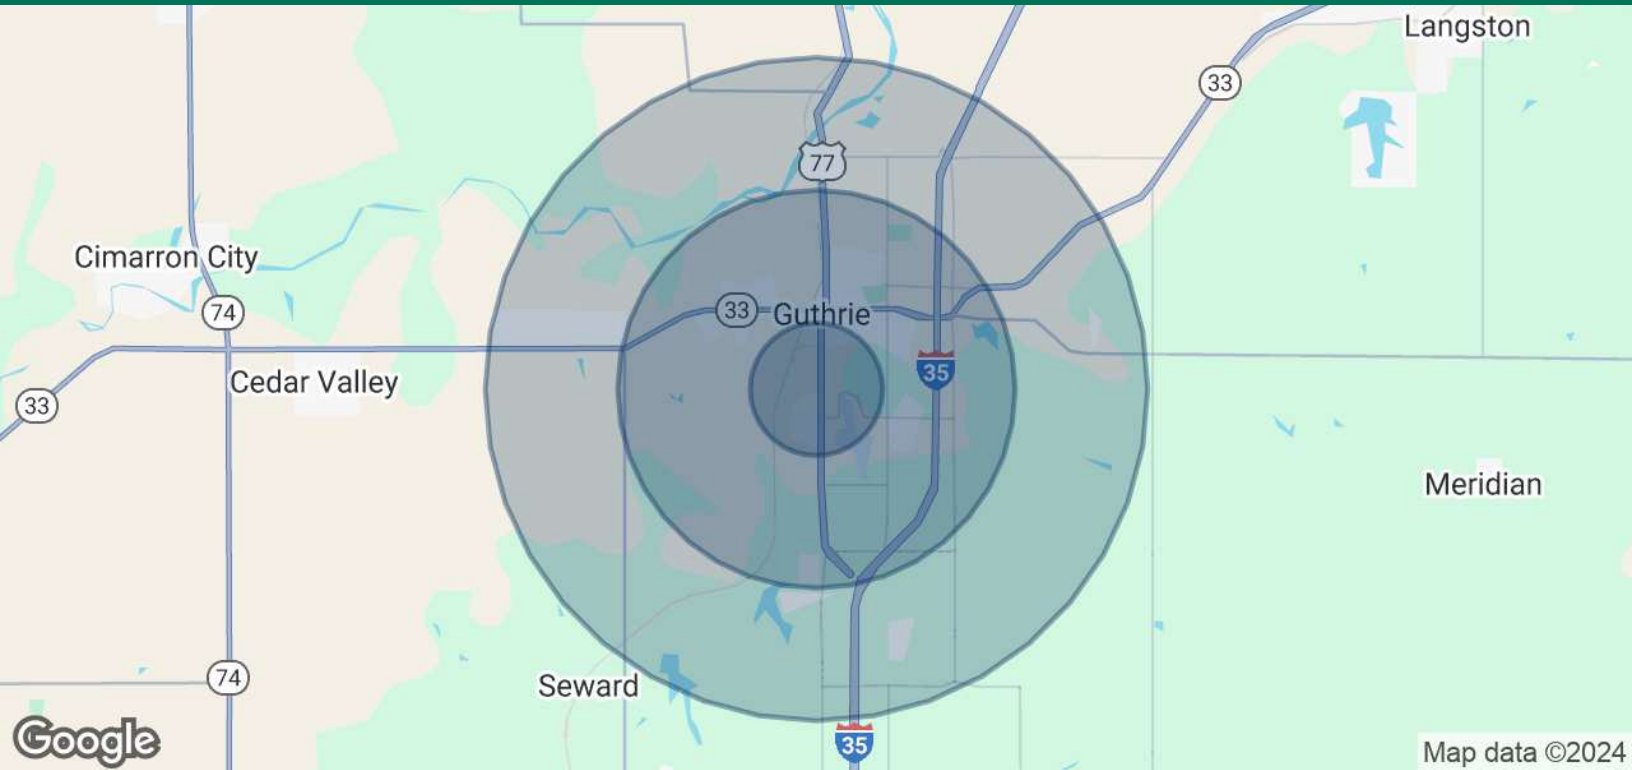 Langston
33
77
Cimarron City
74
33
Guthrie
35
Cedar Valley
33
Meridian
74
Seward
35
Google
Map data ©2024